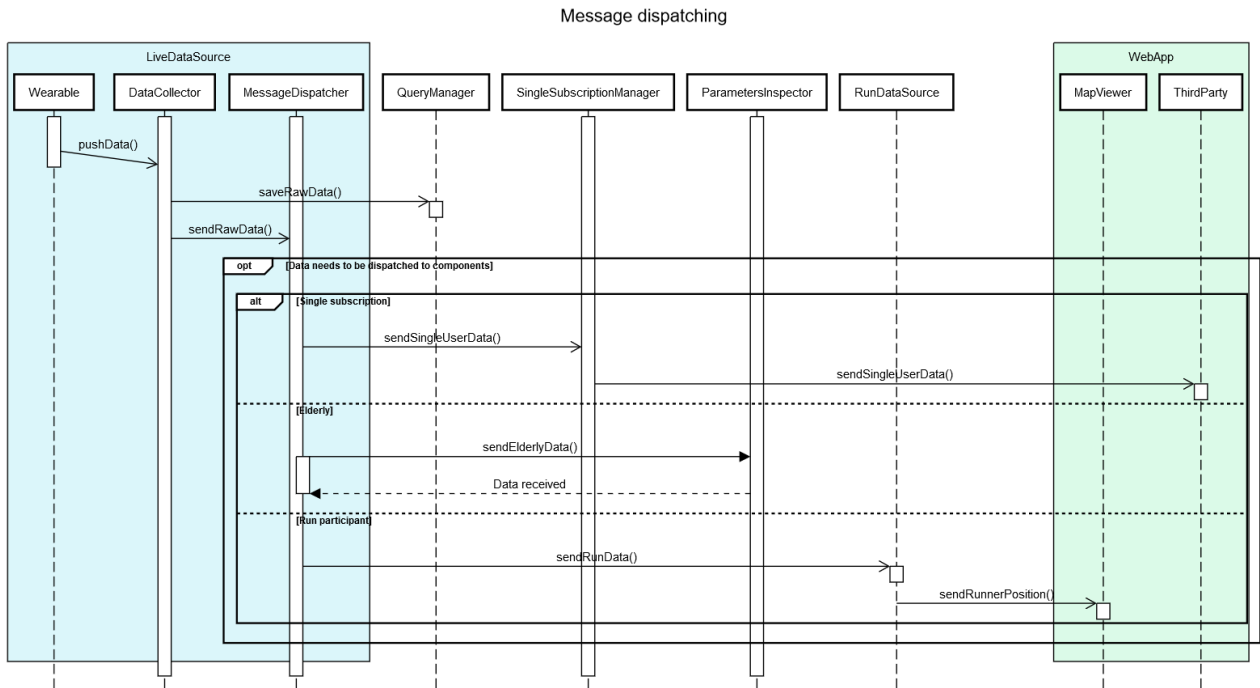 Message dispatching
LiveDataSource
WebApp
Wearable
DataCollector
MessageDispatcher
QueryManager
SingleSubscriptionManager
ParametersInspector
RunDataSource
MapViewer
ThirdParty
pushData()
saveRawData()
sendRawData()
opt [Data needs to be dispatched to components]
alt [Single subscription]
sendSingleUserData()
sendSingleUserData()
[Elderly]
sendElderlyData()
Data received
[Run participant]
sendRunData()
sendRunnerPosition()